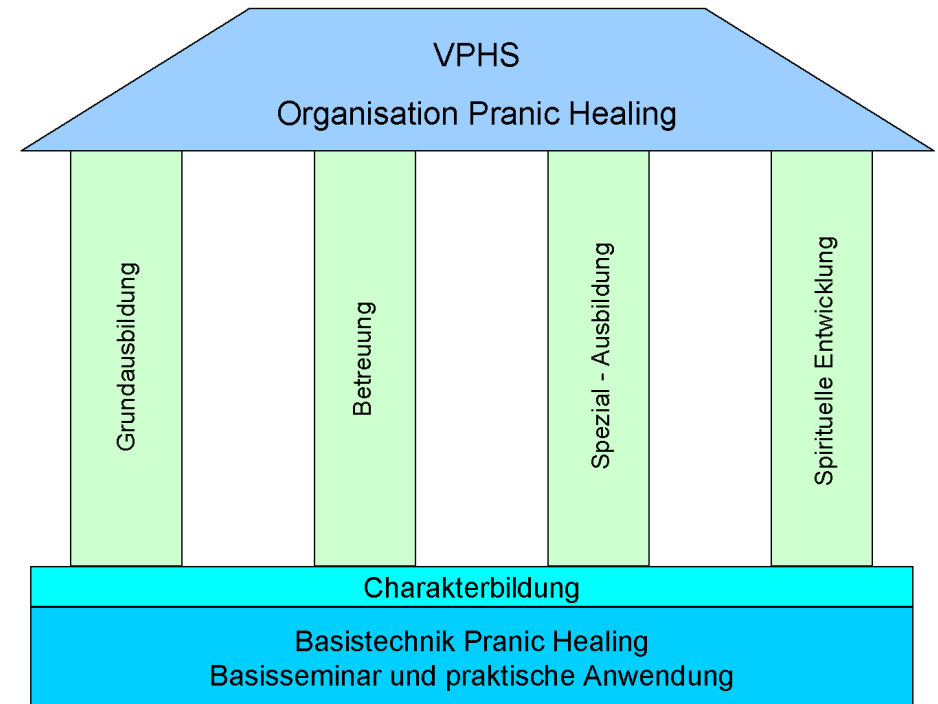 VPHS
Organisation Pranic Healing
Grundausbildung
Betreuung
Spezial - Ausbildung
Spirituelle Entwicklung
Charakterbildung
Basistechnik Pranic Healing
Basisseminar und praktische Anwendung